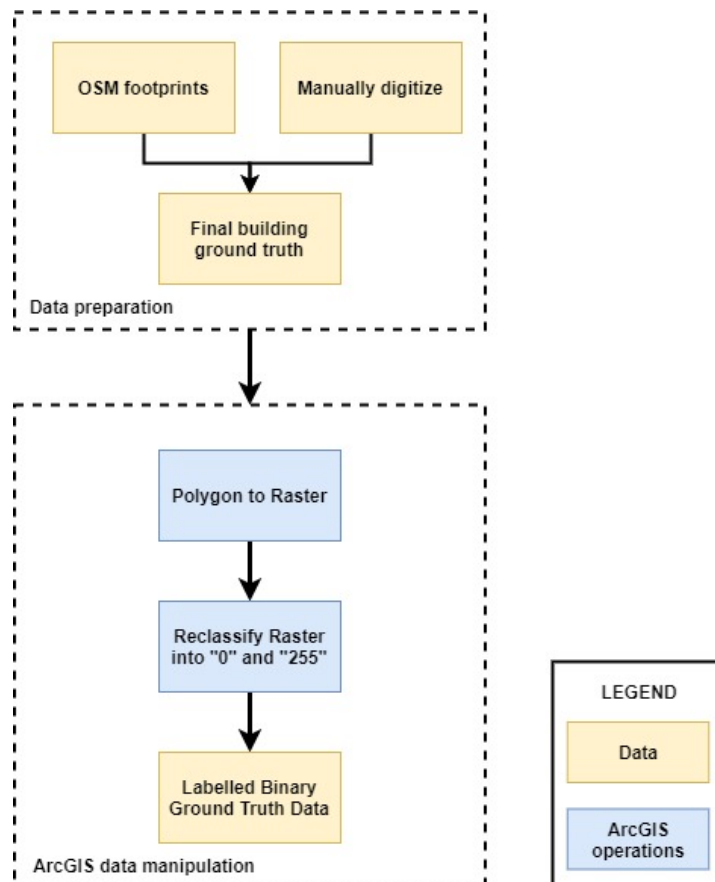 OSM footprints
Manually digitize
Final building
ground truth
Data preparation
Polygon to Raster
Reclassify Raster
into "0" and "255"
Labelled Binary
Ground Truth Data
ArcGIS data manipulation
LEGEND
Data
ArcGIS
operations